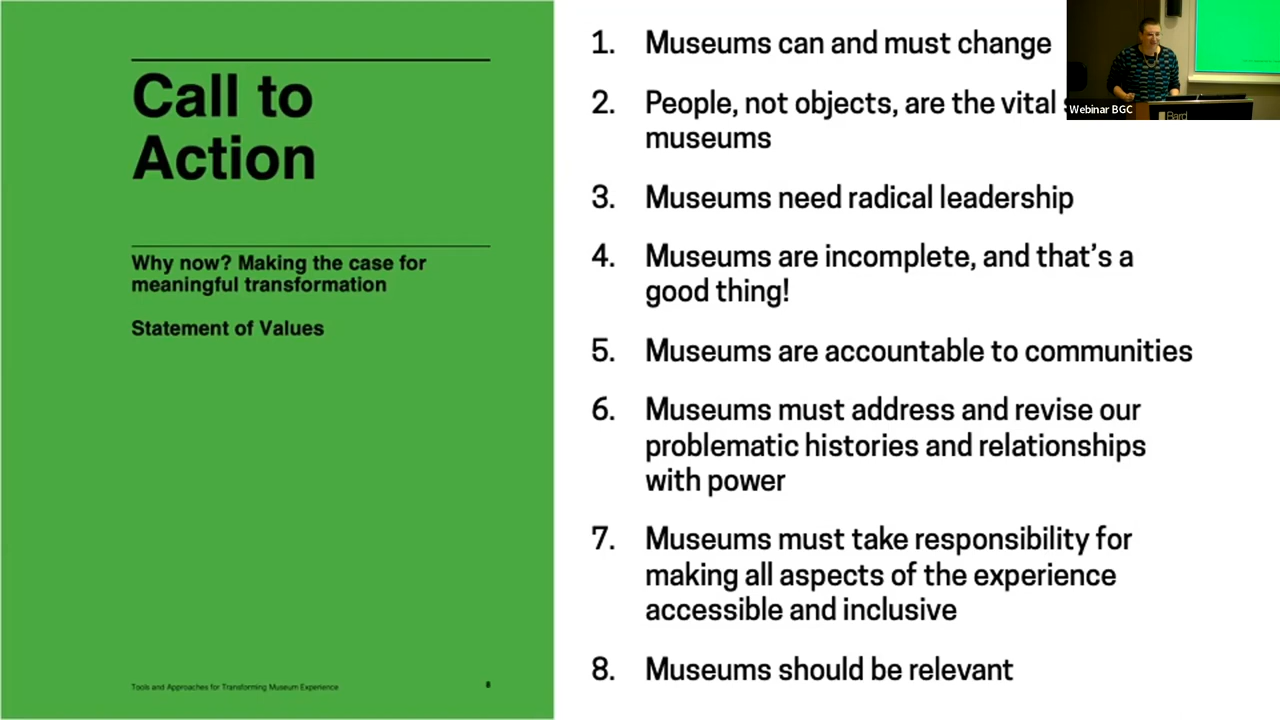 Call to
Action
Why now? Making the case for
meaningful transformation
Statement of Values
Tools and Approaches for Transforming Museum Experience
8
1. Museums can and must change
2. People, not objects, are the vital
museums
3. Museums need radical leadership
4. Museums are incomplete, and that's a
good thing!
5. Museums are accountable to communities
6. Museums must address and revise our
problematic histories and relationships
with power
7. Museums must take responsibility for
making all aspects of the experience
accessible and inclusive
8. Museums should be relevant
Webinar BGC
Bard